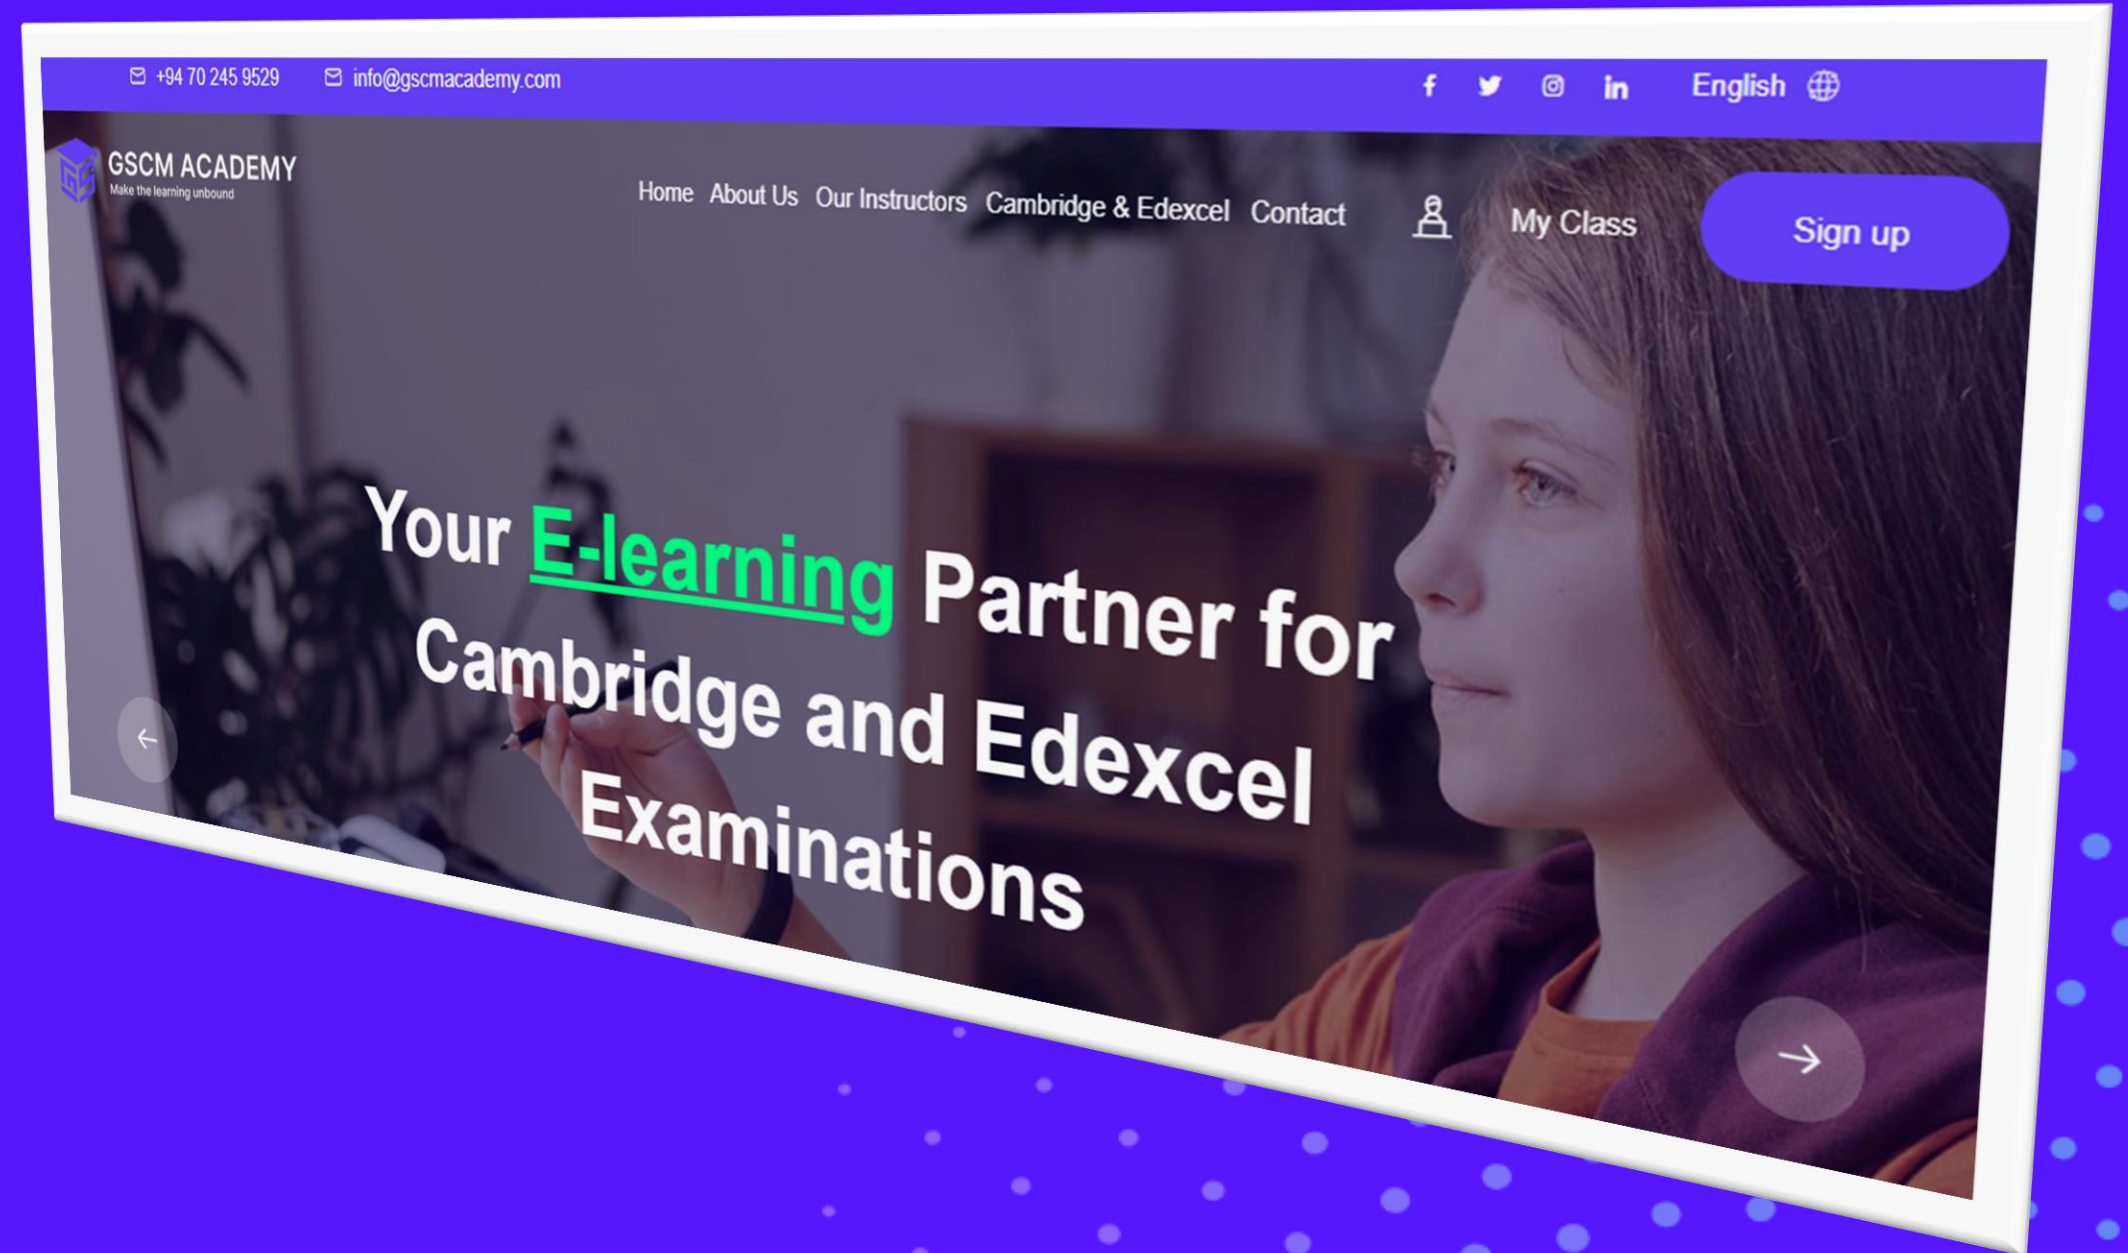 +94 70 245 9529 info@gscmacademy.com English
GSCM ACADEMY
Make the learning unbound
Home About Us Our Instructors Cambridge & Edexcel Contact My Class Sign up
Your E-learning Partner for
Cambridge and Edexcel
Examinations